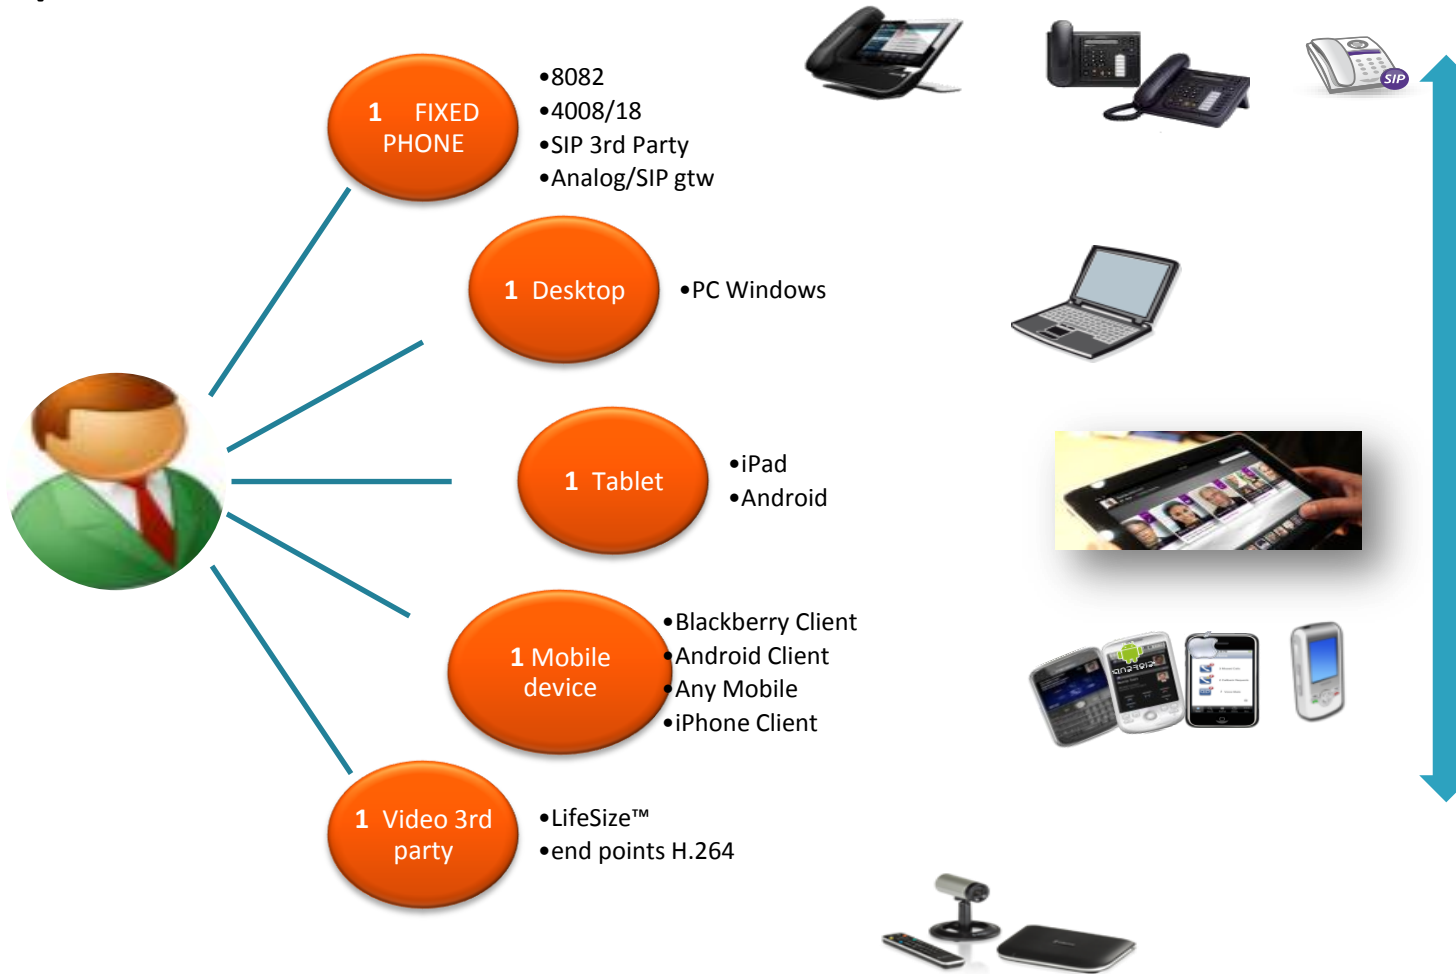 1 FIXED
PHONE
•8082
•4008/18
•SIP 3rd Party
•Analog/SIP gtw
SIP
1 Desktop
•PC Windows
1 Tablet
•iPad
•Android
1 Mobile
device
•Blackberry Client
•Android Client
•Any Mobile
•iPhone Client
1 Video 3rd
party
•LifeSize™
•end points H.264